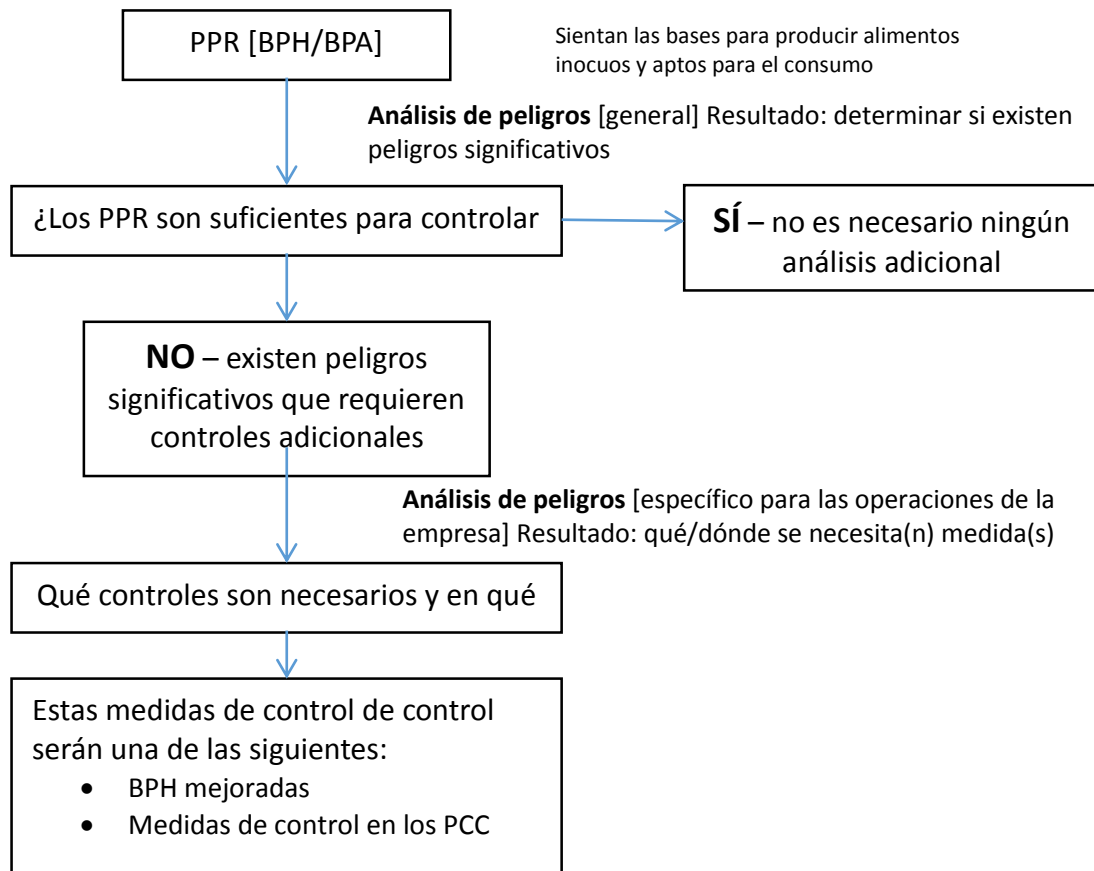 PPR [BPH/BPA]
Sientan las bases para producir alimentos
inocuos y aptos para el consumo
Análisis de peligros [general] Resultado: determinar si existen
peligros significativos
¿Los PPR son suficientes para controlar
SÍ – no es necesario ningún
análisis adicional
NO – existen peligros
significativos que requieren
controles adicionales
Análisis de peligros [específico para las operaciones de la
empresa] Resultado: qué/dónde se necesita(n) medida(s)
Qué controles son necesarios y en qué
Estas medidas de control de control
serán una de las siguientes:
• BPH mejoradas
• Medidas de control en los PCC